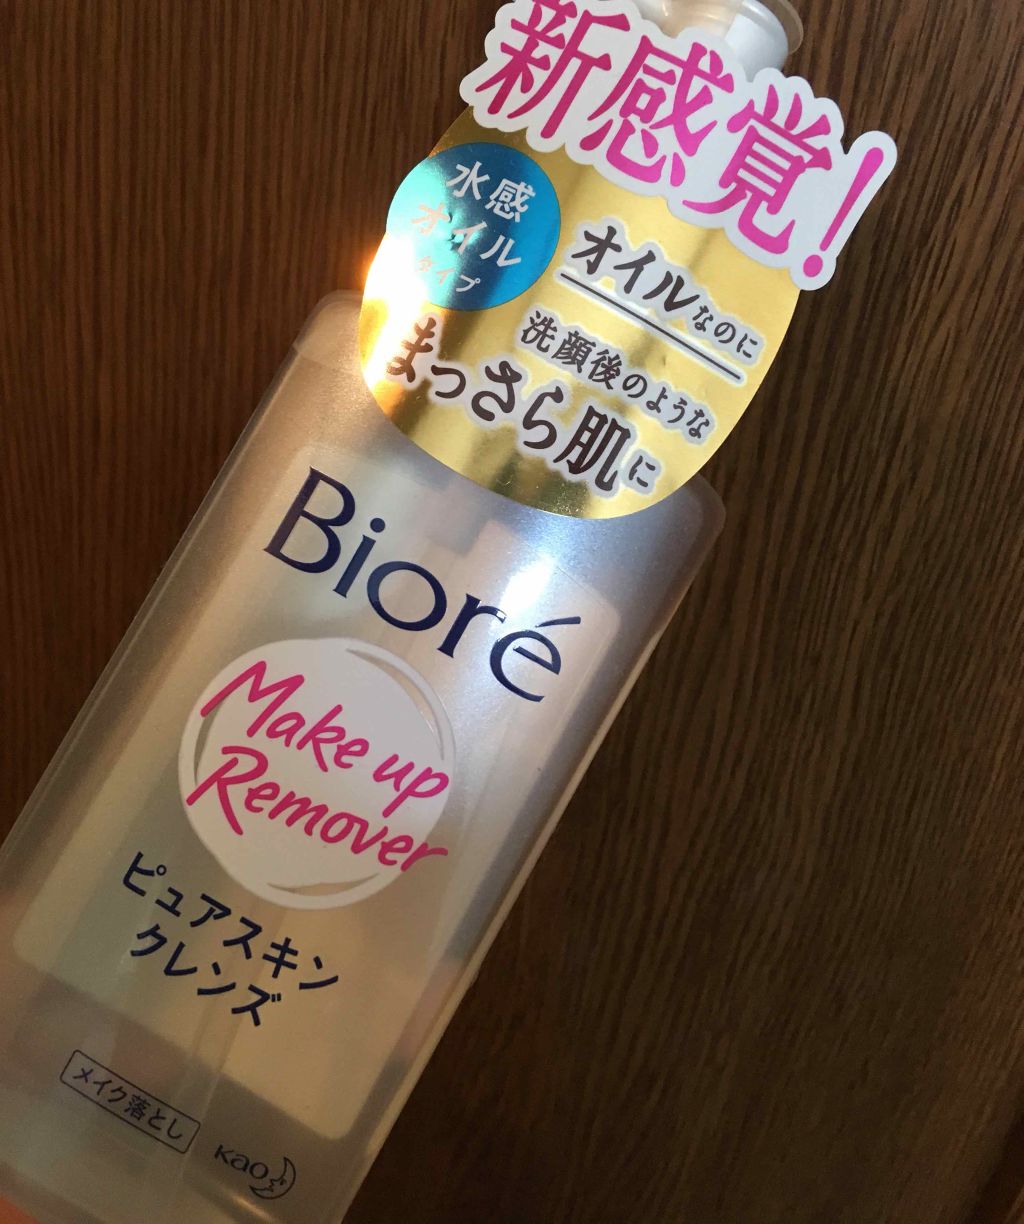 新感覚!
水感
オイル
タイプ
オイルなのに
洗顔後のような
まっさら肌に
Bioré
Make up
Remover
ピュアスキン
クレンズ
メイク落とし
Kao